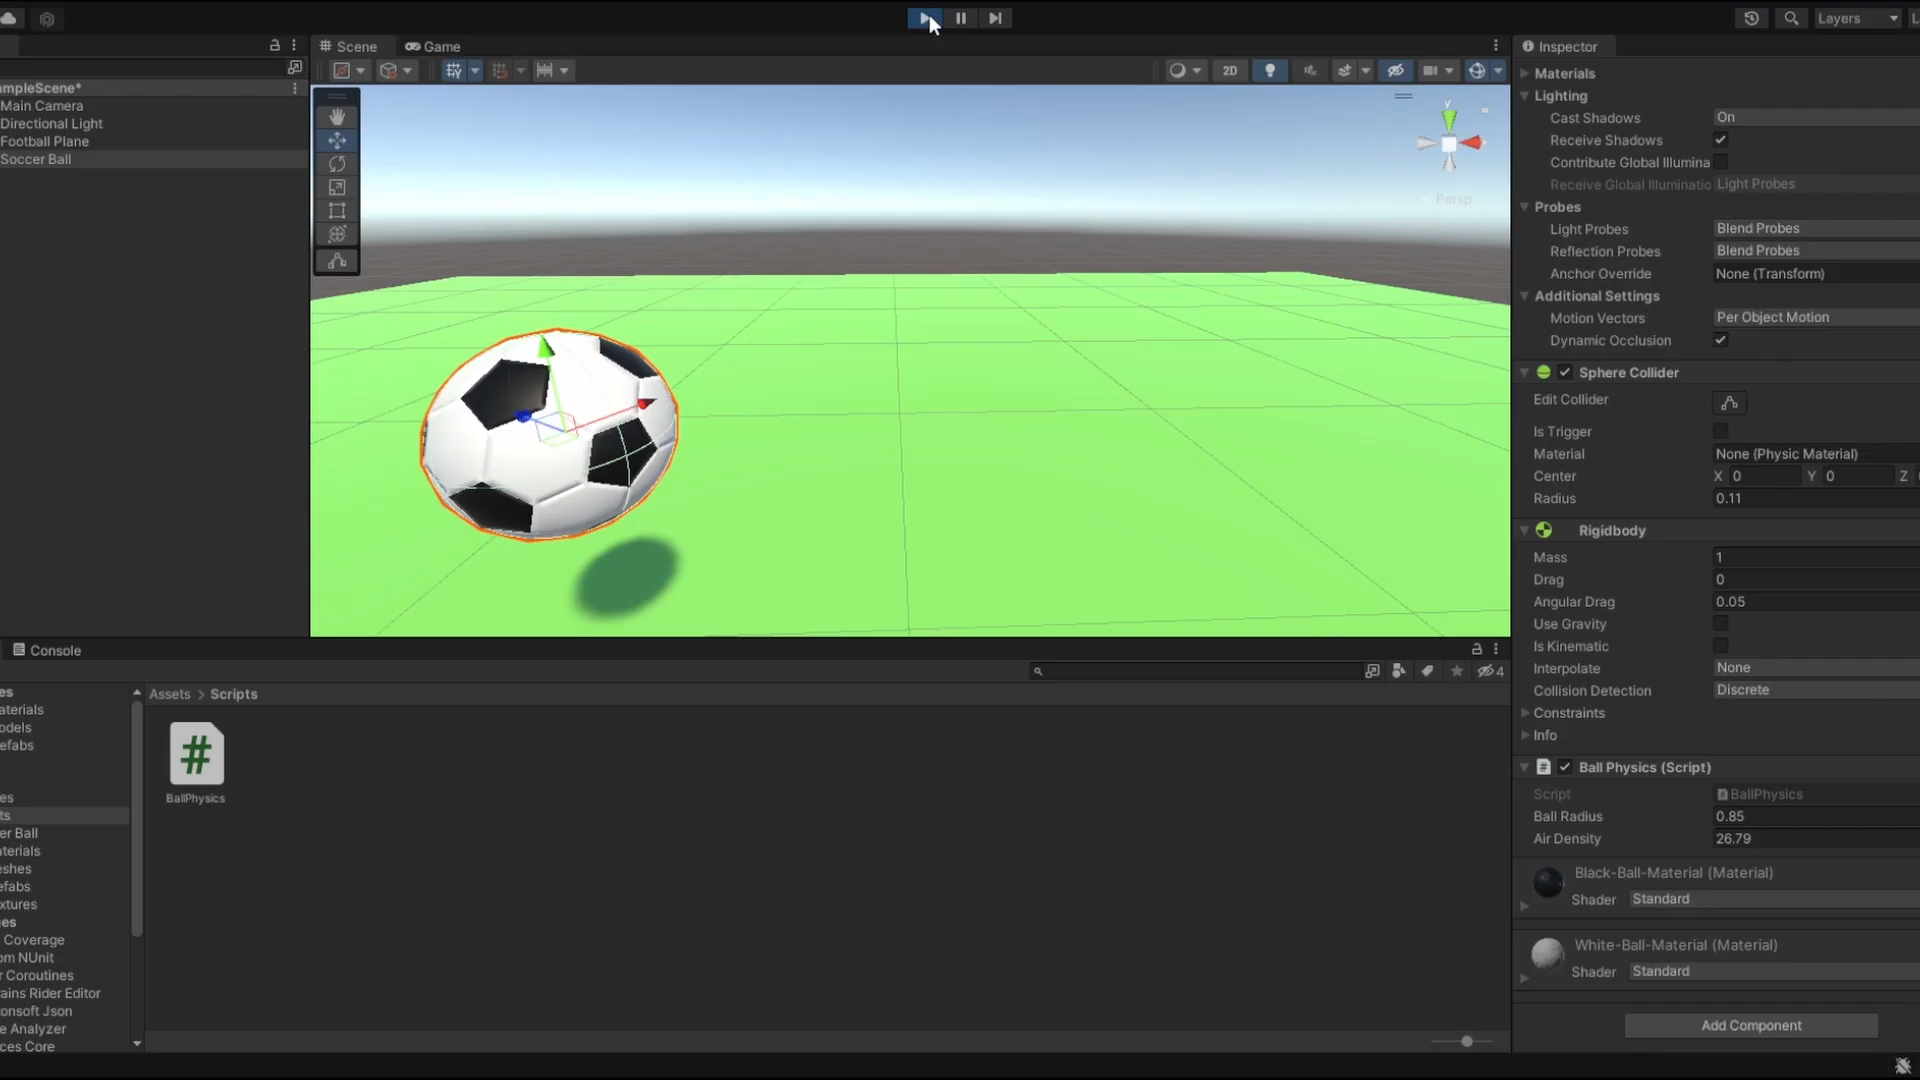 Layers
L
Scene
Game
Inspector
ampleScene*
Main Camera
Directional Light
Football Plane
Soccer Ball
2D
y
Persp
Materials
Lighting
Cast Shadows On
Receive Shadows
Contribute Global Illumina
Receive Global Illuminatio Light Probes
Probes
Light Probes Blend Probes
Reflection Probes Blend Probes
Anchor Override None (Transform)
Additional Settings
Motion Vectors Per Object Motion
Dynamic Occlusion
Sphere Collider
Edit Collider
Is Trigger
Material None (Physic Material)
Center X 0 Y 0 Z
Radius 0.11
Rigidbody
Mass 1
Drag 0
Angular Drag 0.05
Use Gravity
Is Kinematic
Interpolate None
Collision Detection Discrete
Constraints
Info
Ball Physics (Script)
Script BallPhysics
Ball Radius 0.85
Air Density 26.79
Black-Ball-Material (Material)
Shader Standard
White-Ball-Material (Material)
Shader Standard
Add Component
Console
4
es
aterials
odels
efabs
es
ts
er Ball
aterials
eshes
efabs
xtures
ges
Coverage
om NUnit
r Coroutines
rains Rider Editor
onsoft Json
e Analyzer
ces Core
Assets > Scripts
#
BallPhysics